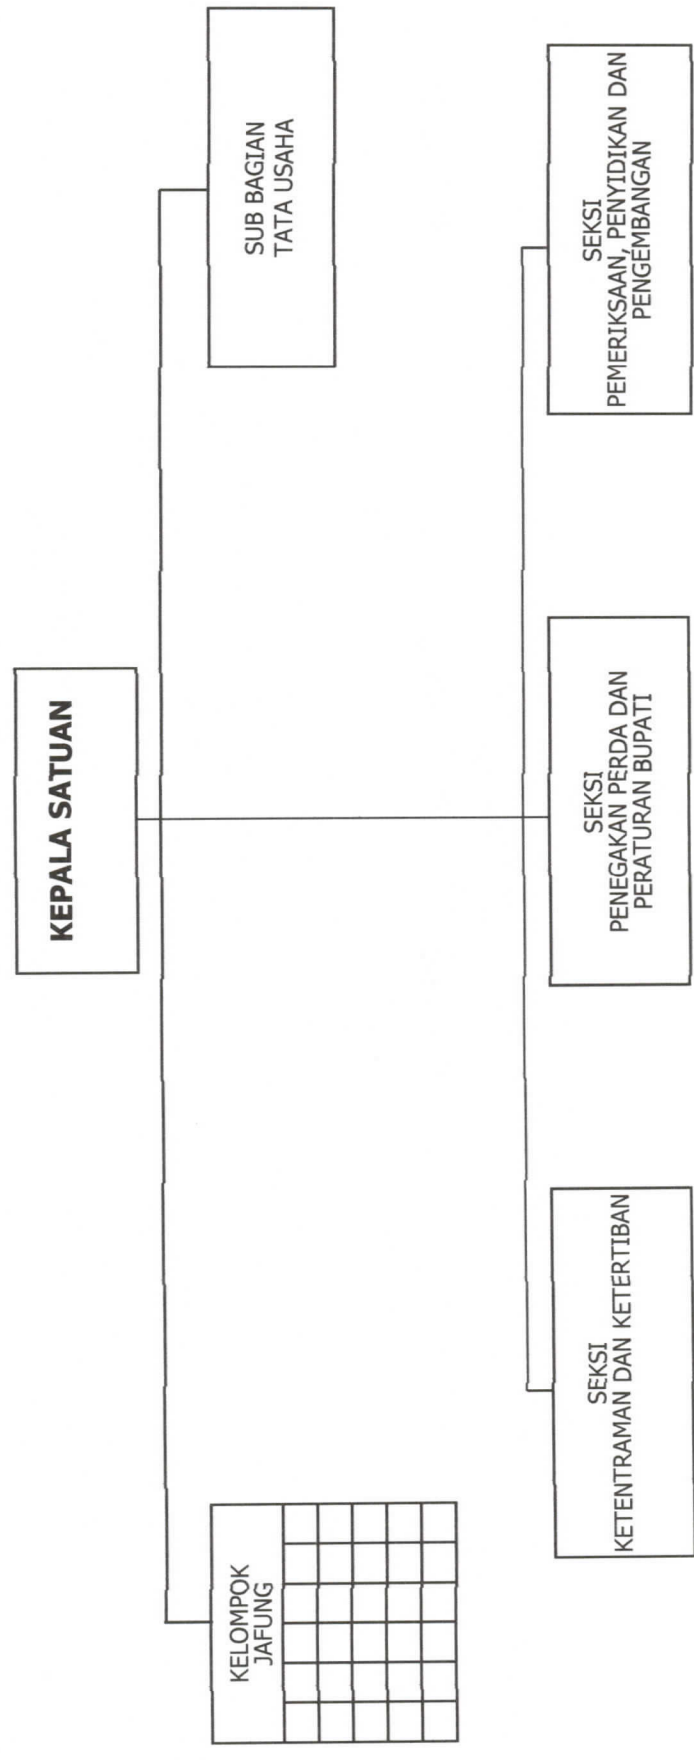 KEPALA SATUAN
KELOMPOK
JAFUNG
SUB BAGIAN
TATA USAHA
SEKSI
KETENTRAMAN DAN KETERTIBAN
SEKSI
PENEGAKAN PERDA DAN
PERATURAN BUPATI
SEKSI
PEMERIKSAAN, PENYIDIKAN DAN
PENGEMBANGAN